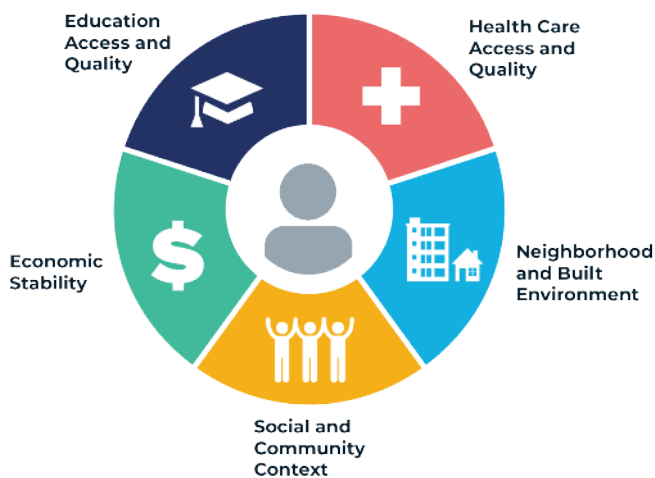 Education
Access and
Quality
Health Care
Access and
Quality
Economic
Stability
$
Neighborhood
and Built
Environment
Social and
Community
Context